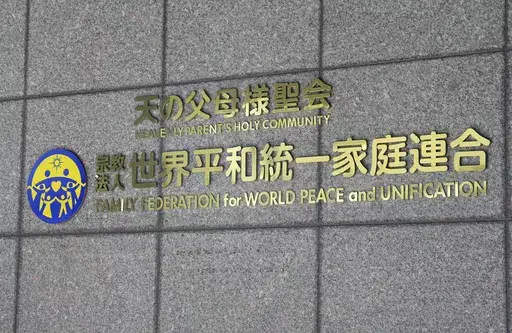 天の父母様聖会
HEAVENLY PARENT'S HOLY COMMUNITY
宗教法人 世界平和統一家庭連合
FAMILY FEDERATION for WORLD PEACE and UNIFICATION